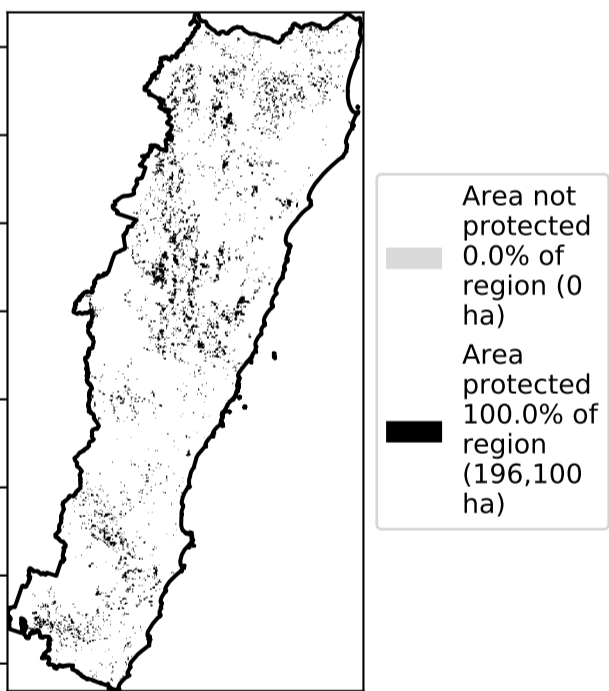 Area not
protected
0.0% of
region (0
ha)
Area
protected
100.0% of
region
(196,100
ha)